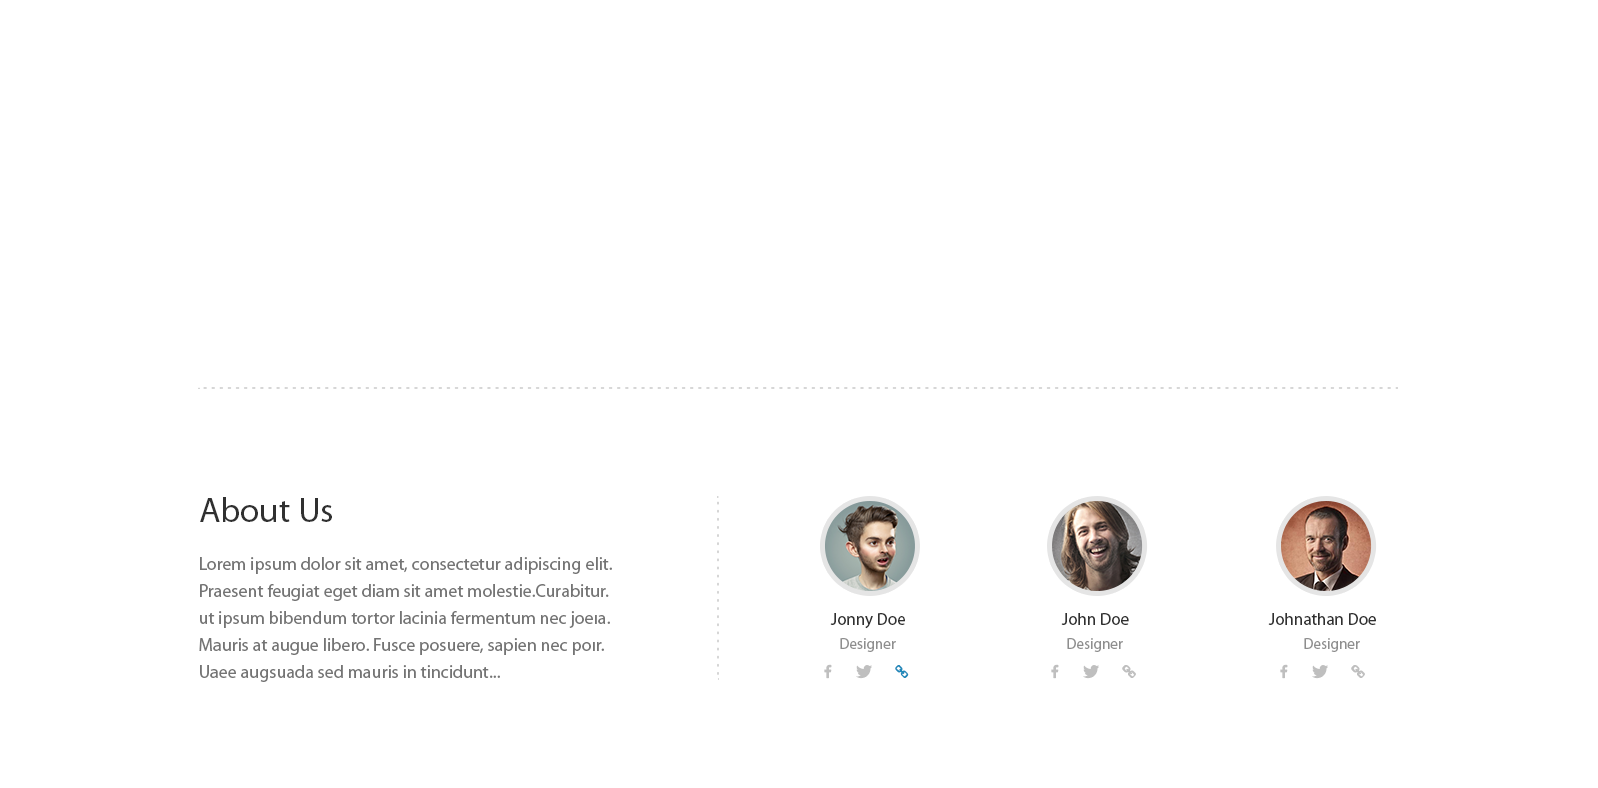 About Us
Lorem ipsum dolor sit amet, consectetur adipiscing elit.
Praesent feugiat eget diam sit amet molestie.Curabitur.
ut ipsum bibendum tortor lacinia fermentum nec joeıa.
Mauris at augue libero. Fusce posuere, sapien nec poır.
Uaee augsuada sed mauris in tincidunt...
Jonny Doe
Designer
John Doe
Designer
Johnathan Doe
Designer